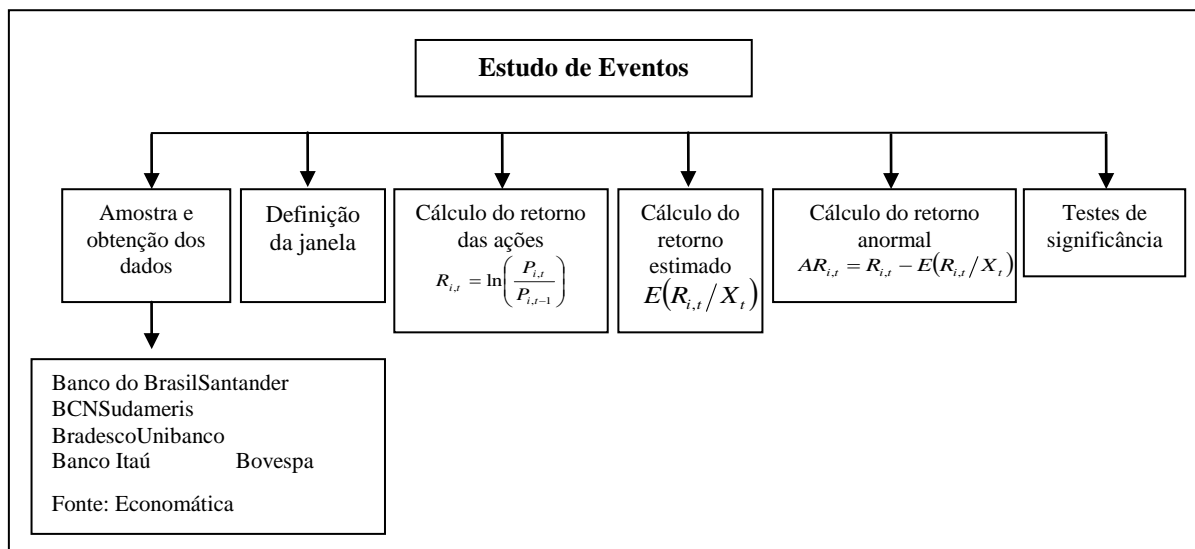 Estudo de Eventos
Amostra e
obtenção dos
dados
Definição
da janela
Cálculo do retorno
das ações
R_{i,t} = ln(P_{i,t}/P_{i,t-1})
Cálculo do
retorno
estimado
E(R_{i,t}/X_t)
Cálculo do retorno
anormal
AR_{i,t} = R_{i,t} − E(R_{i,t}/X_t)
Testes de
significância
Banco do BrasilSantander
BCNSudameris
BradescoUnibanco
Banco Itaú Bovespa
Fonte: Economática